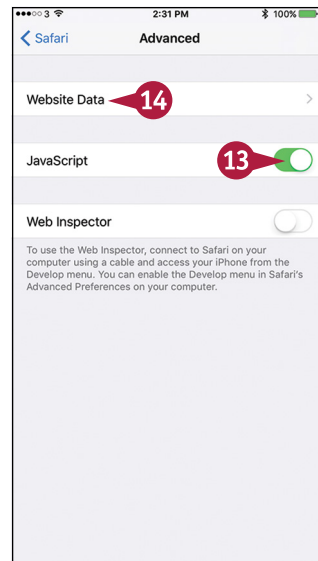 3 2:31 PM 100%
Safari Advanced
Website Data 14
JavaScript 13
Web Inspector
To use the Web Inspector, connect to Safari on your
computer using a cable and access your iPhone from the
Develop menu. You can enable the Develop menu in Safari's
Advanced Preferences on your computer.